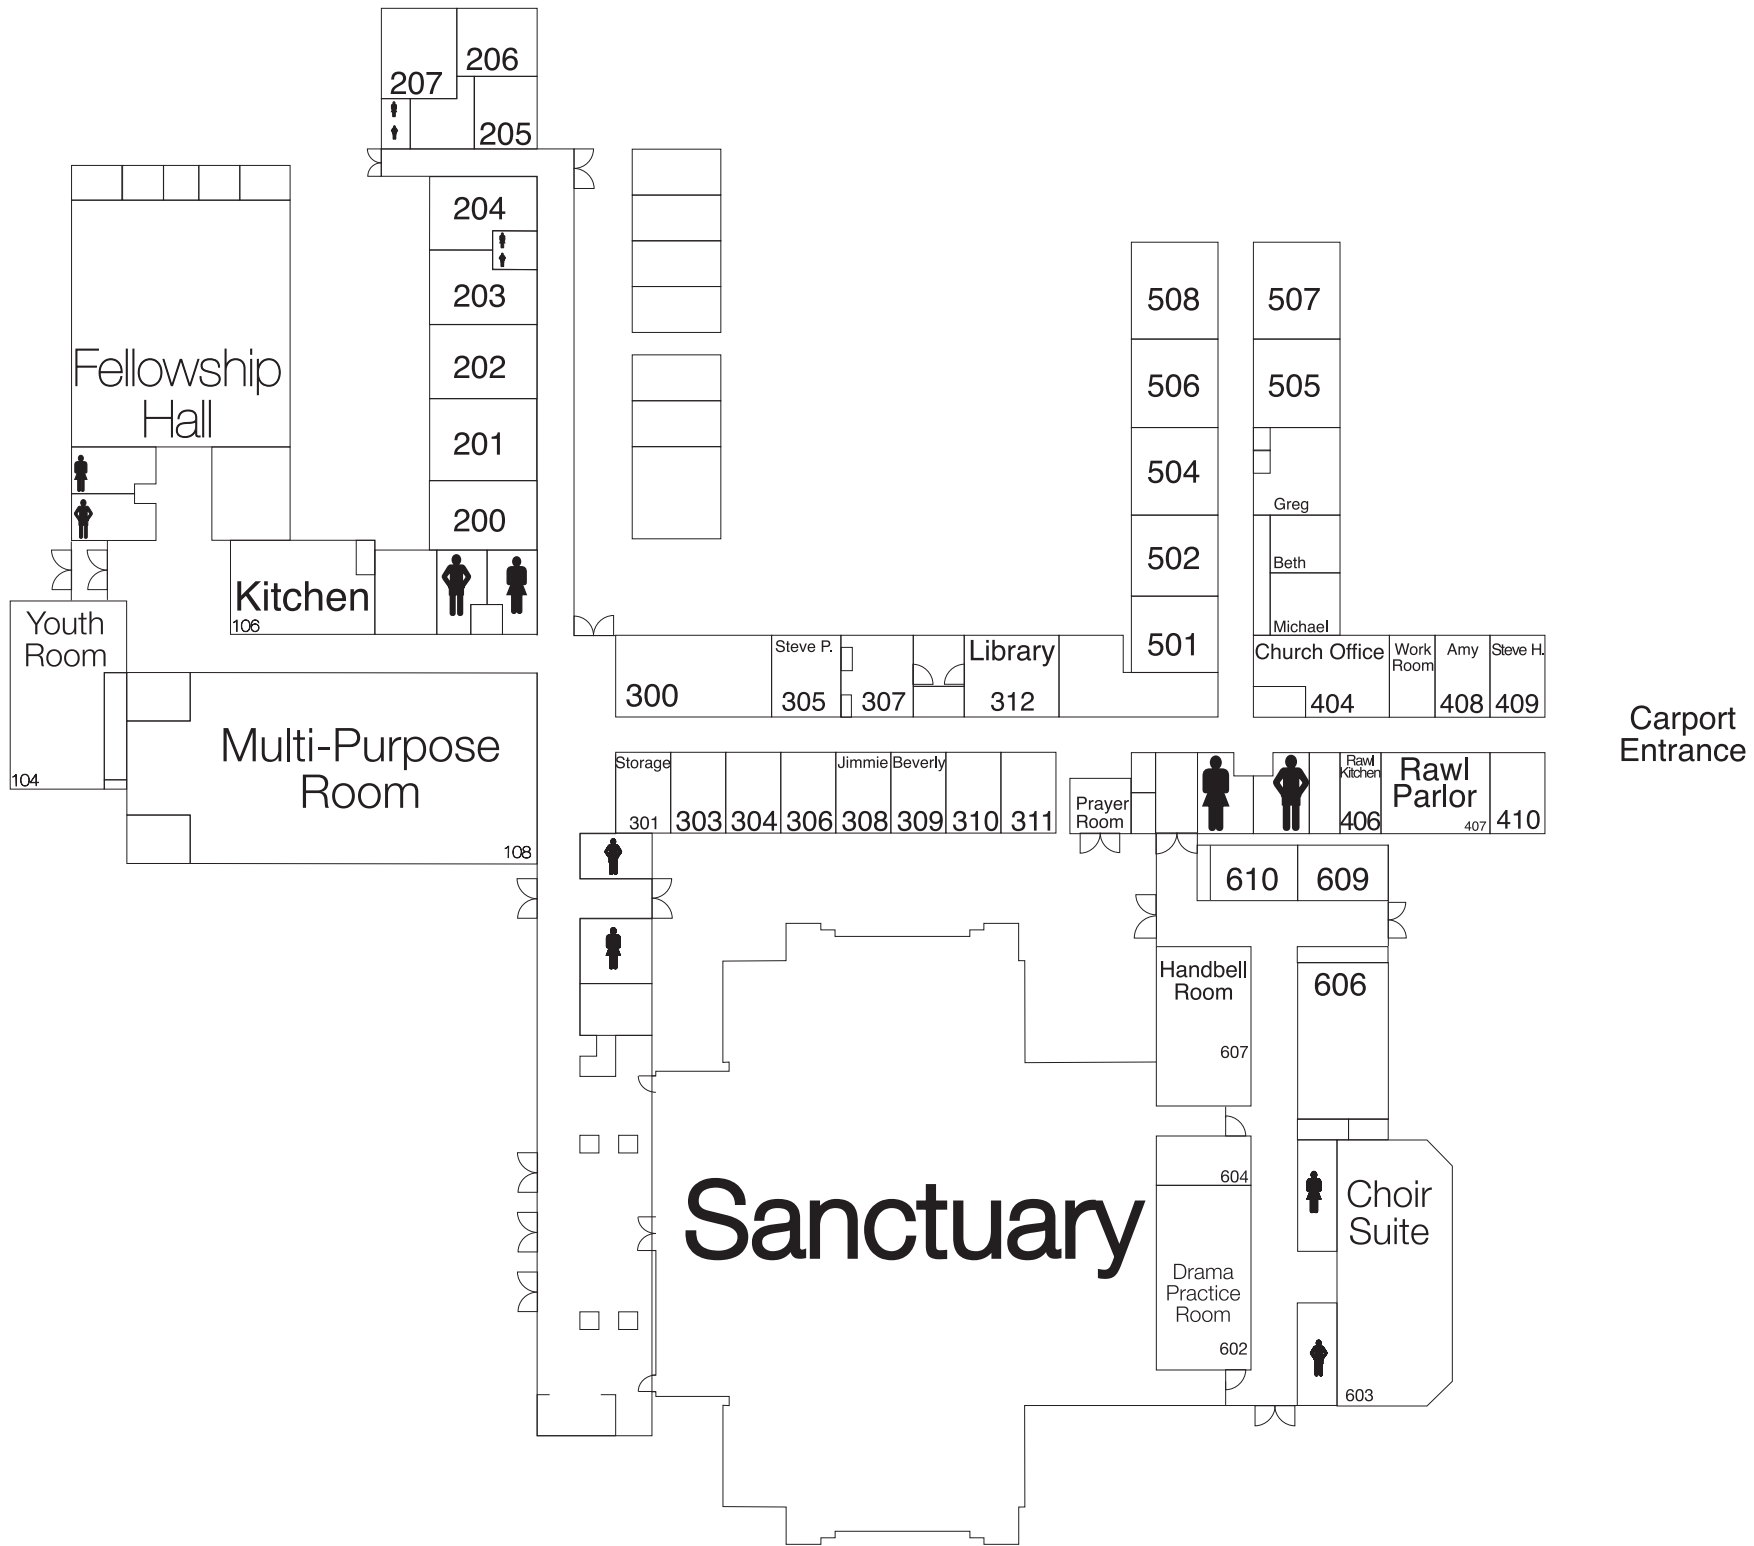 206
207
205
204
203
202
201
200
Fellowship
Hall
Kitchen
106
Youth
Room
104
Multi-Purpose
Room
108
508
507
506
505
504
Greg
502
Beth
501
Michael
300
Steve P.
305
307
Library
312
Church Office
404
Work
Room
Amy
408
Steve H.
409
Carport
Entrance
Storage
301
303
304
306
Jimmie
308
Beverly
309
310
311
Prayer
Room
Rawl
Kitchen
406
Rawl
Parlor
407
410
610
609
Handbell
Room
607
606
Sanctuary
604
Drama
Practice
Room
602
Choir
Suite
603